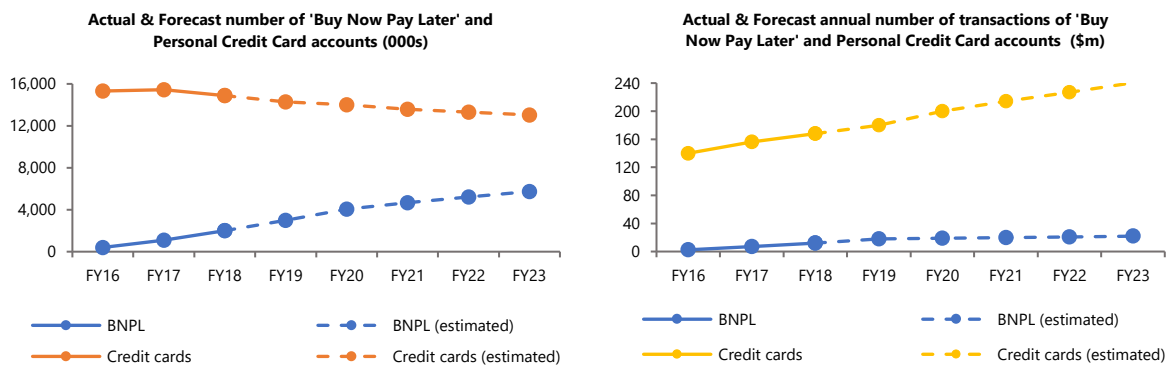 Actual & Forecast number of 'Buy Now Pay Later' and
Personal Credit Card accounts (000s)
16,000
12,000
8,000
4,000
0
FY16 FY17 FY18 FY19 FY20 FY21 FY22 FY23
BNPL BNPL (estimated)
Credit cards Credit cards (estimated)
Actual & Forecast annual number of transactions of 'Buy
Now Pay Later' and Personal Credit Card accounts ($m)
240
200
160
120
80
40
0
FY16 FY17 FY18 FY19 FY20 FY21 FY22 FY23
BNPL BNPL (estimated)
Credit cards Credit cards (estimated)